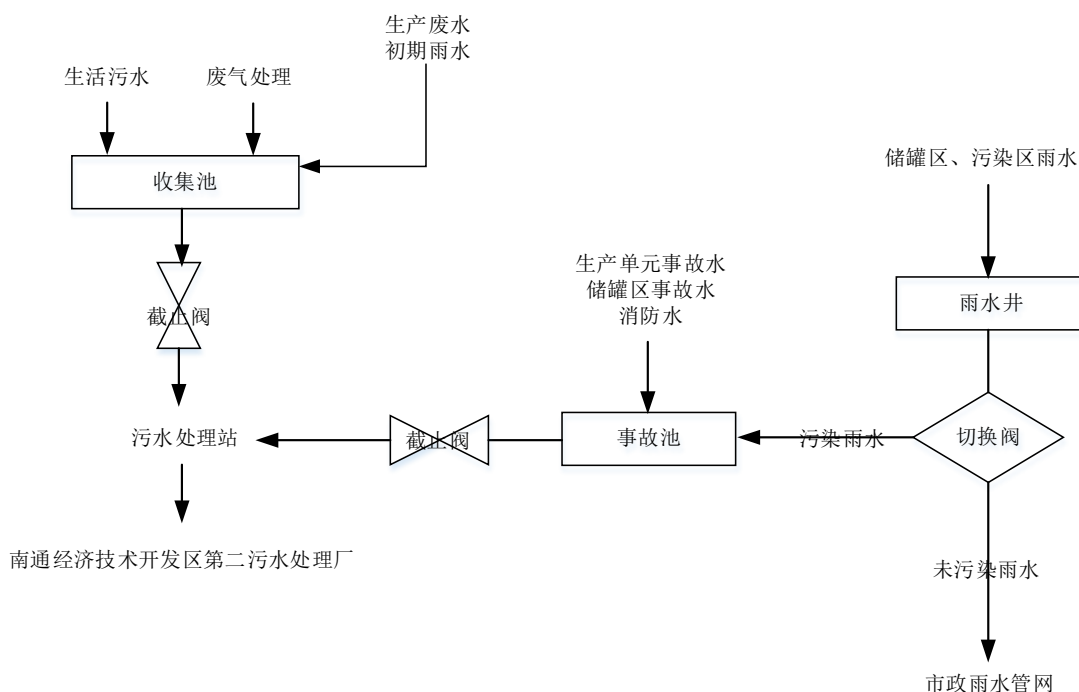 生产废水
初期雨水
生活污水
废气处理
收集池
储罐区、污染区雨水
生产单元事故水
储罐区事故水
消防水
雨水井
截止阀
污水处理站
截止阀
事故池
污染雨水
切换阀
南通经济技术开发区第二污水处理厂
未污染雨水
市政雨水管网